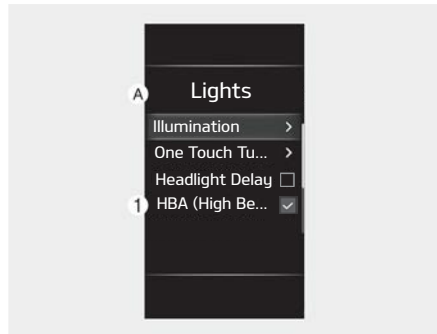 A
Lights
Illumination >
One Touch Tu... >
Headlight Delay
1 HBA (High Be...